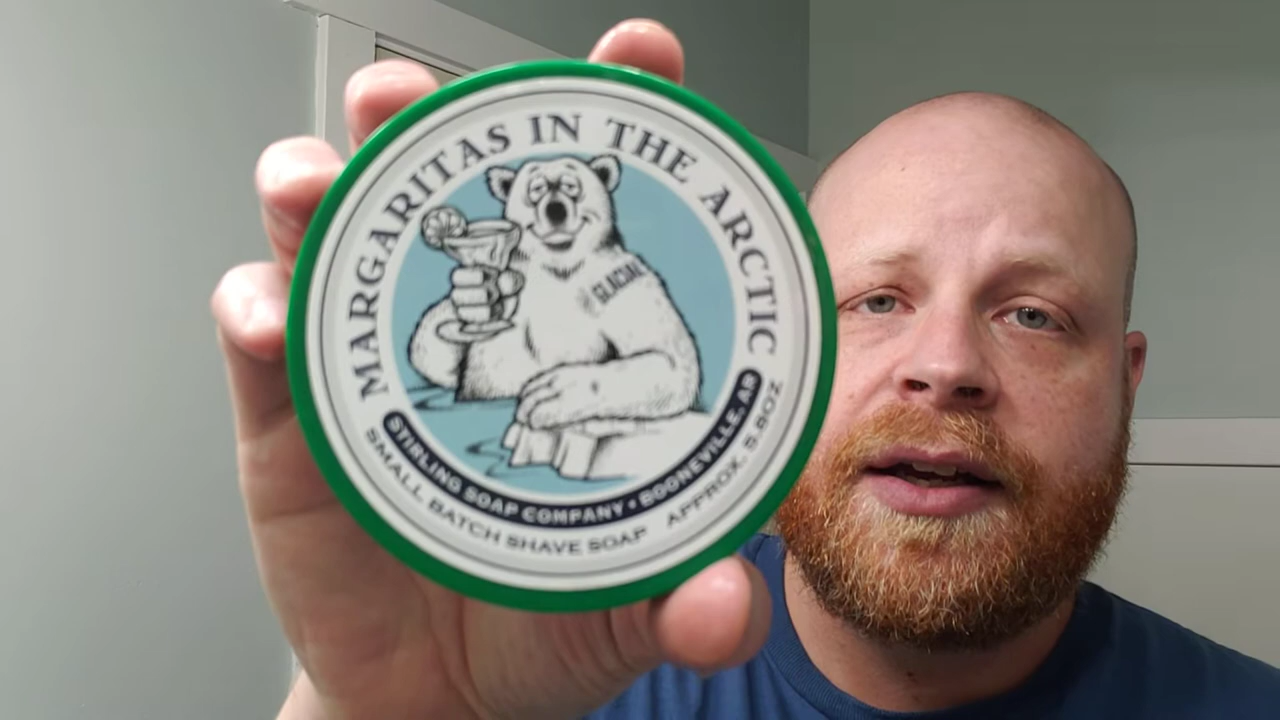 MARGARITAS IN THE ARCTIC
GLACIAL
STIRLING SOAP COMPANY • BOONEVILLE, AR
SMALL BATCH SHAVE SOAP APPROX. 5.8OZ